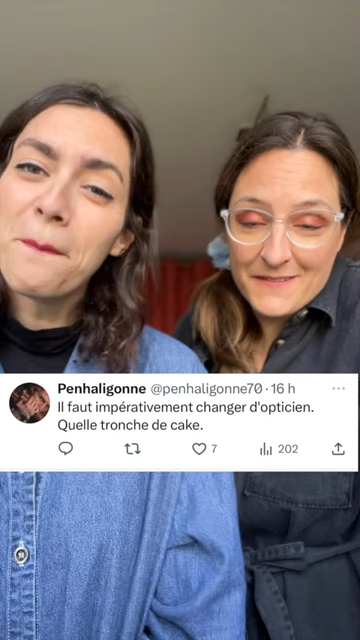 Penhaligonne @penhaligonne70 · 16 h
Il faut impérativement changer d'opticien.
Quelle tronche de cake.
7 202